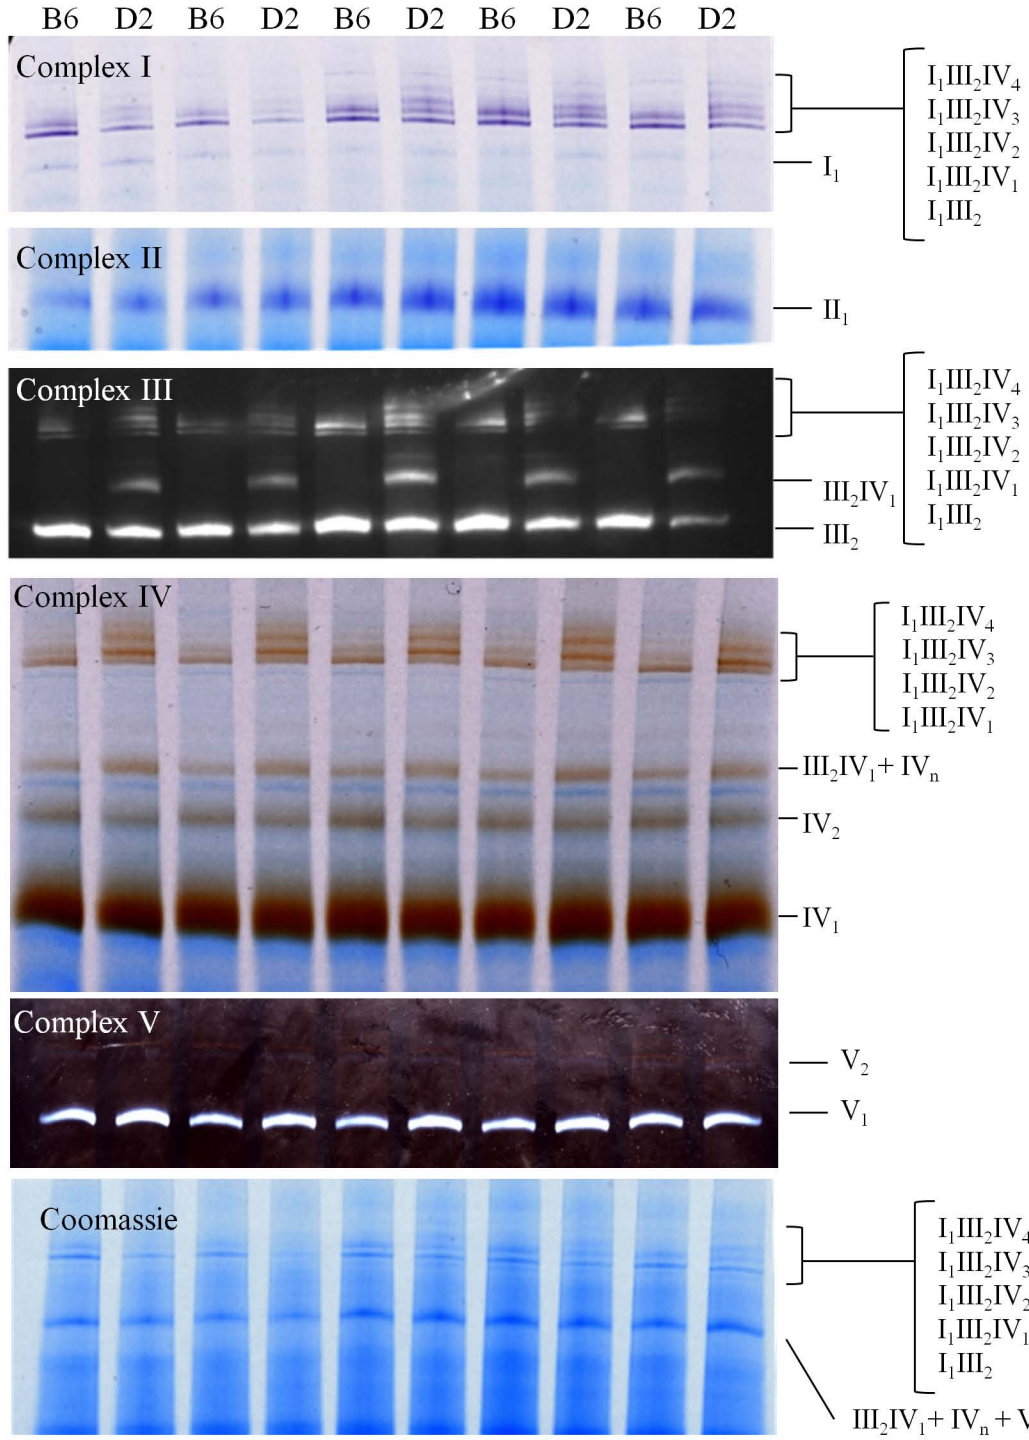 B6 D2 B6 D2 B6 D2 B6 D2 B6 D2
Complex I
I₁III₂IV₄
I₁III₂IV₃
I₁III₂IV₂
I₁III₂IV₁
I₁III₂
I₁
Complex II
II₁
Complex III
I₁III₂IV₄
I₁III₂IV₃
I₁III₂IV₂
I₁III₂IV₁
I₁III₂
III₂IV₁
III₂
Complex IV
I₁III₂IV₄
I₁III₂IV₃
I₁III₂IV₂
I₁III₂IV₁
III₂IV₁+ IVₙ
IV₂
IV₁
Complex V
V₂
V₁
Coomassie
I₁III₂IV₄
I₁III₂IV₃
I₁III₂IV₂
I₁III₂IV₁
I₁III₂
III₂IV₁+ IVₙ + V